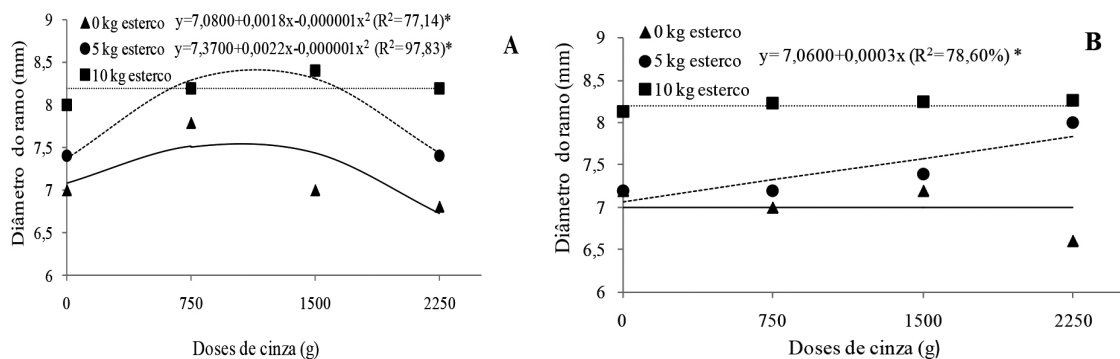 0 kg esterco y=7,0800+0,0018x-0,000001x² (R²=77,14)*
5 kg esterco y=7,3700+0,0022x-0,000001x² (R²=97,83)*
10 kg esterco
A
Diâmetro do ramo (mm)
9
8,5
8
7,5
7
6,5
6
0 750 1500 2250
Doses de cinza (g)
0 kg esterco
5 kg esterco y= 7,0600+0,0003x (R²=78,60%) *
10 kg esterco
B
Diâmetro do ramo (mm)
9
8,5
8
7,5
7
6,5
6
0 750 1500 2250
Doses de cinza (g)